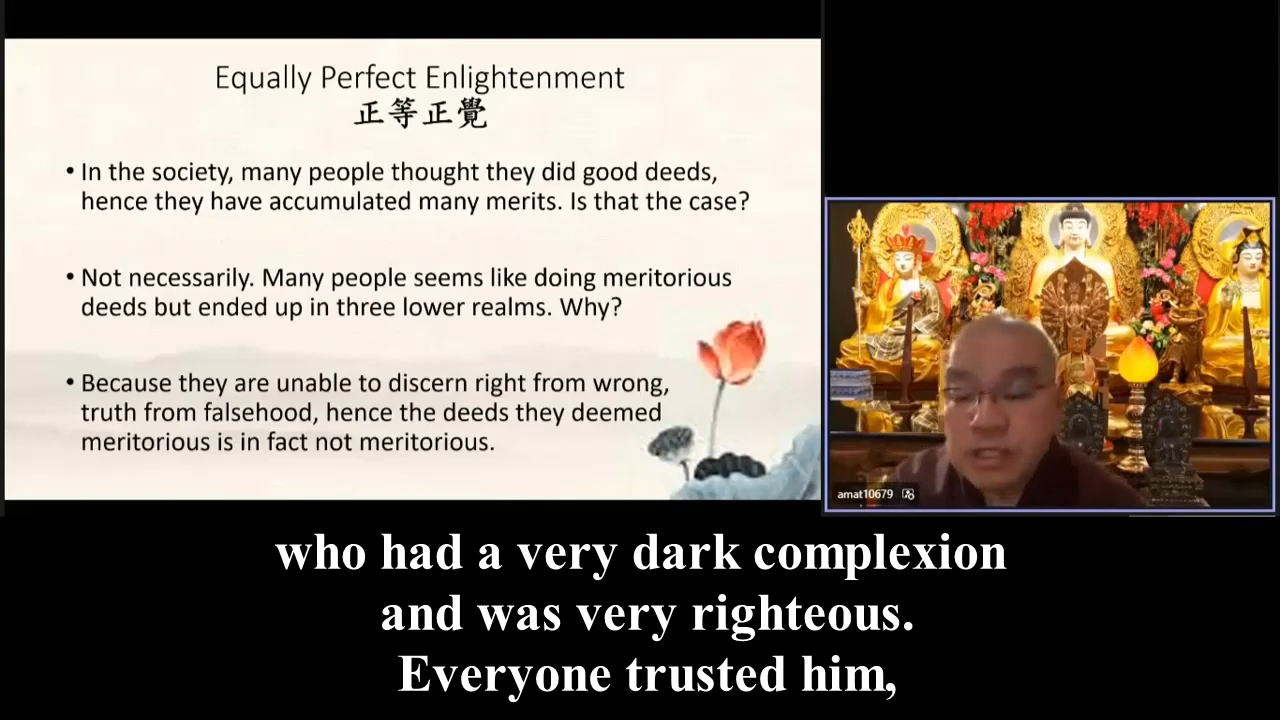 Equally Perfect Enlightenment
正等正覺
• In the society, many people thought they did good deeds,
hence they have accumulated many merits. Is that the case?
• Not necessarily. Many people seems like doing meritorious
deeds but ended up in three lower realms. Why?
• Because they are unable to discern right from wrong,
truth from falsehood, hence the deeds they deemed
meritorious is in fact not meritorious.
amat10679
who had a very dark complexion
and was very righteous.
Everyone trusted him,